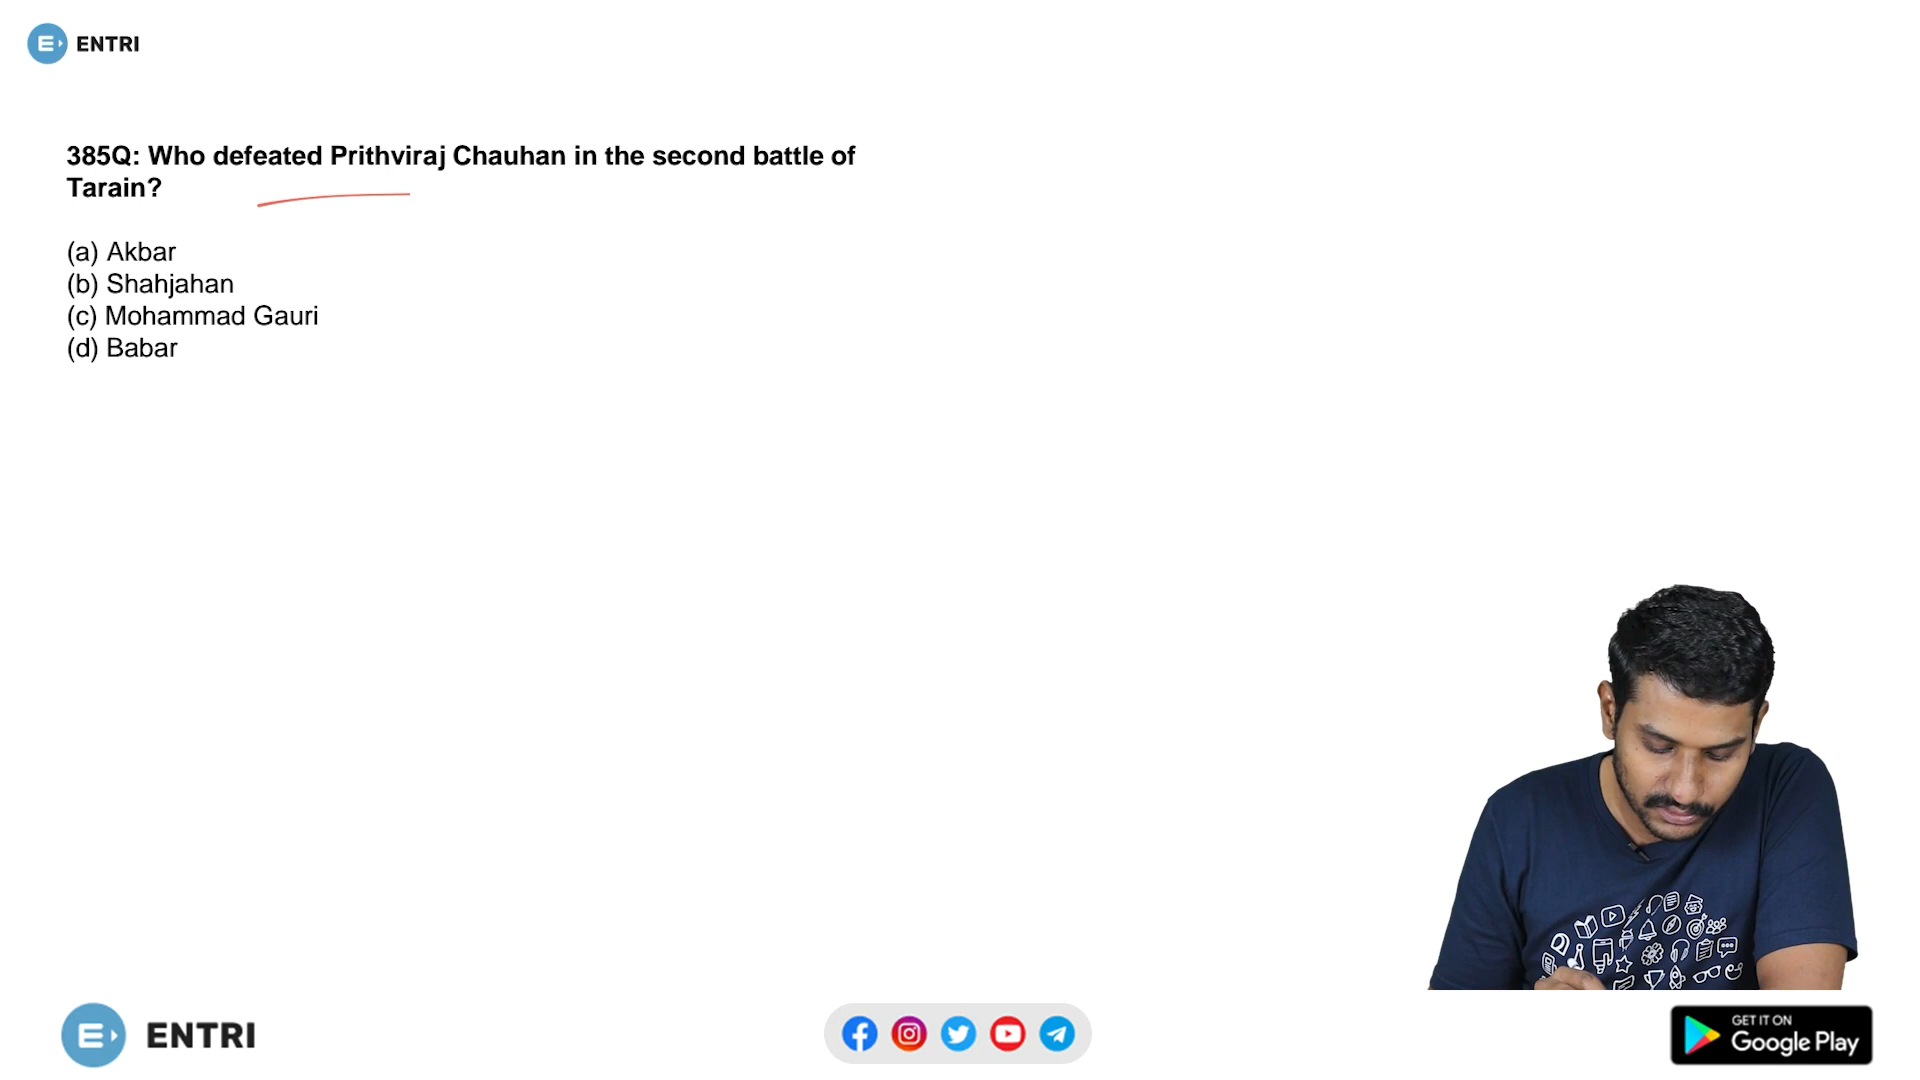 ENTRI
385Q: Who defeated Prithviraj Chauhan in the second battle of
Tarain?
(a) Akbar
(b) Shahjahan
(c) Mohammad Gauri
(d) Babar
ENTRI
GET IT ON
Google Play